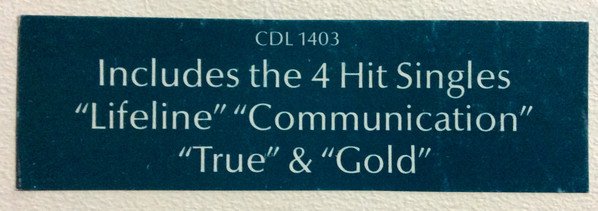 CDL 1403
Includes the 4 Hit Singles
“Lifeline” “Communication”
“True” & “Gold”